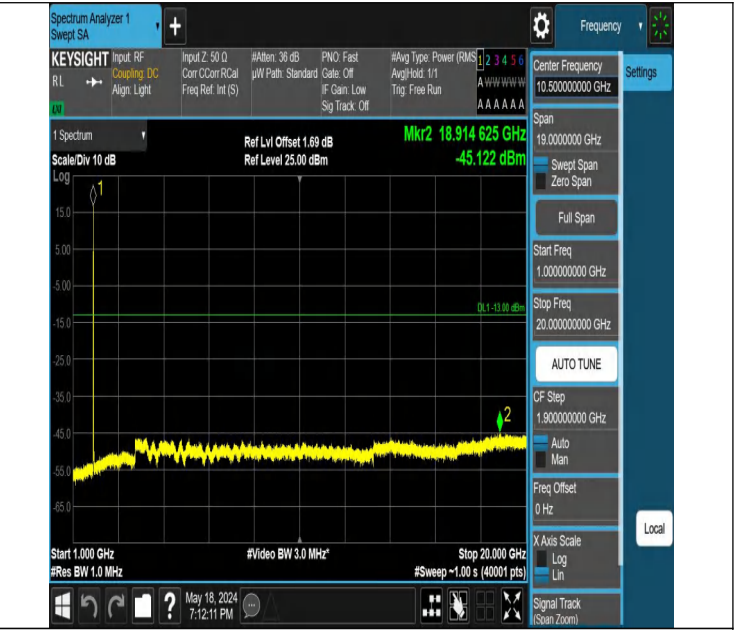 Spectrum Analyzer 1
Swept SA
+
Frequency
KEYSIGHT
RL
Input: RF
Coupling: DC
Align: Light
Input Z: 50 Ω
Corr CCorr RCal
Freq Ref: Int (S)
#Atten: 36 dB
µW Path: Standard
PNO: Fast
Gate: Off
IF Gain: Low
Sig Track: Off
#Avg Type: Power (RMS
Avg|Hold: 1/1
Trig: Free Run
1 2 3 4 5 6
A W W W W W
A A A A A A
1 Spectrum
Scale/Div 10 dB
Log
Ref Lvl Offset 1.69 dB
Ref Level 25.00 dBm
Mkr2 18.914 625 GHz
-45.122 dBm
1
15.0
5.00
-5.00
DL1 -13.00 dBm
-15.0
-25.0
-35.0
2
-45.0
-55.0
-65.0
Start 1.000 GHz
#Res BW 1.0 MHz
#Video BW 3.0 MHz*
Stop 20.000 GHz
#Sweep ~1.00 s (40001 pts)
?
May 18, 2024
7:12:11 PM
Center Frequency
10.500000000 GHz
Settings
Span
19.0000000 GHz
Swept Span
Zero Span
Full Span
Start Freq
1.000000000 GHz
Stop Freq
20.000000000 GHz
AUTO TUNE
CF Step
1.900000000 GHz
Auto
Man
Freq Offset
0 Hz
X Axis Scale
Log
Lin
Local
Signal Track
(Span Zoom)